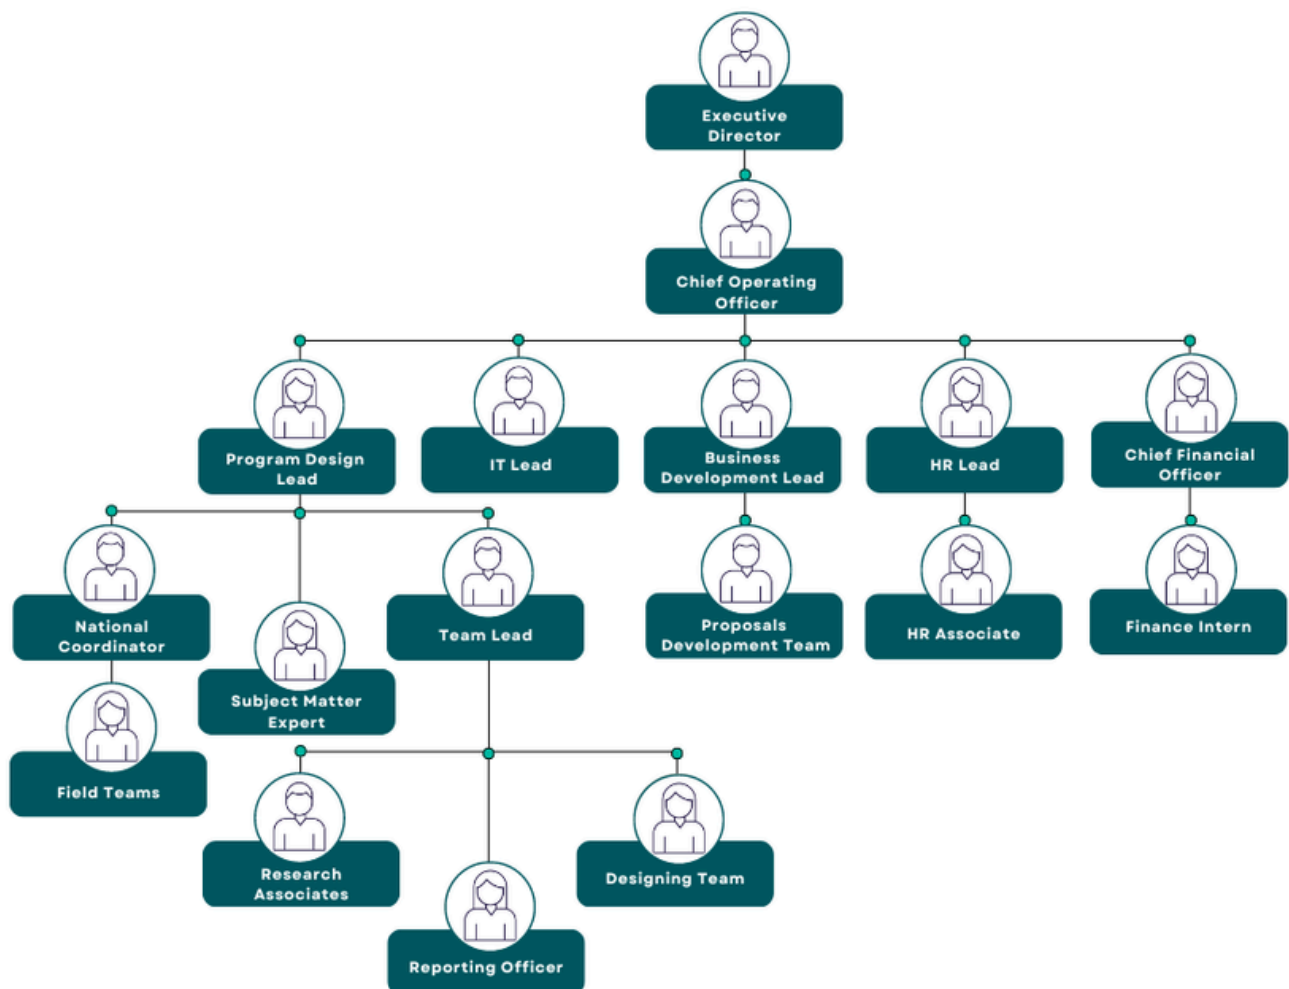 Executive
Director
Chief Operating
Officer
Program Design
Lead
IT Lead
Business
Development Lead
HR Lead
Chief Financial
Officer
National
Coordinator
Subject Matter
Expert
Team Lead
Proposals
Development Team
HR Associate
Finance Intern
Field Teams
Research
Associates
Reporting Officer
Designing Team